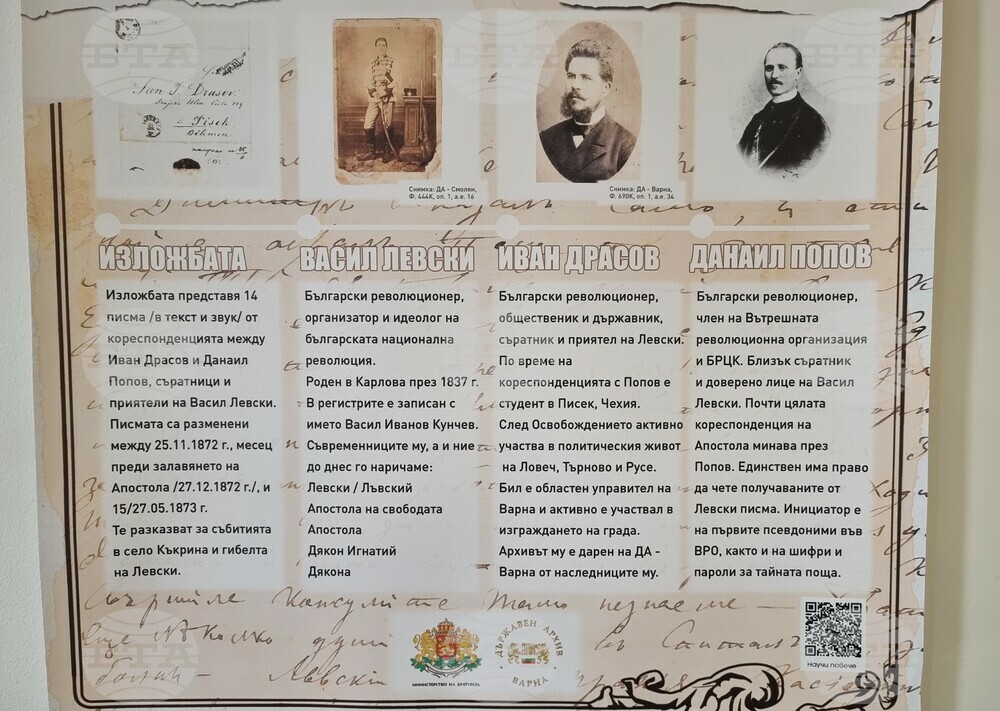 БТА БТА БТА
Jan I. Drasov
Pisek
Böhmen
Снимка: ДА - Смолян,
Ф. 444К, оп. 1, а.е. 16
Снимка: ДА - Варна,
Ф. 690К, оп. 1, а.е. 34
ИЗЛОЖБАТА
Изложбата представя 14
писма /в текст и звук/ от
кореспонденцията между
Иван Драсов и Данаил
Попов, съратници и
приятели на Васил Левски.
Писмата са разменени
между 25.11.1872 г., месец
преди залавянето на
Апостола /27.12.1872 г./, и
15/27.05.1873 г.
Те разказват за събитията
в село Къкрина и гибелта
на Левски.
ВАСИЛ ЛЕВСКИ
Български революционер,
организатор и идеолог на
българската национална
революция.
Роден в Карлова през 1837 г.
В регистрите е записан с
името Васил Иванов Кунчев.
Съвременниците му, а и ние
до днес го наричаме:
Левски / Лъвский
Апостола на свободата
Апостола
Дякон Игнатий
Дякона
ИВАН ДРАСОВ
Български революционер,
общественик и държавник,
съратник и приятел на Левски.
По време на
кореспонденцията с Попов е
студент в Писек, Чехия.
След Освобождението активно
участва в политическия живот
на Ловеч, Търново и Русе.
Бил е областен управител на
Варна и активно е участвал в
изграждането на града.
Архивът му е дарен на ДА -
Варна от наследниците му.
ДАНАИЛ ПОПОВ
Български революционер,
член на Вътрешната
революционна организация
и БРЦК. Близък съратник
и доверено лице на Васил
Левски. Почти цялата
кореспонденция на
Апостола минава през
Попов. Единствен има право
да чете получаваните от
Левски писма. Инициатор е
на първите псевдоними във
ВРО, както и на шифри и
пароли за тайната поща.
МИНИСТЕРСТВО НА КУЛТУРАТА
ДЪРЖАВЕН АРХИВ
ВАРНА
Научи повече